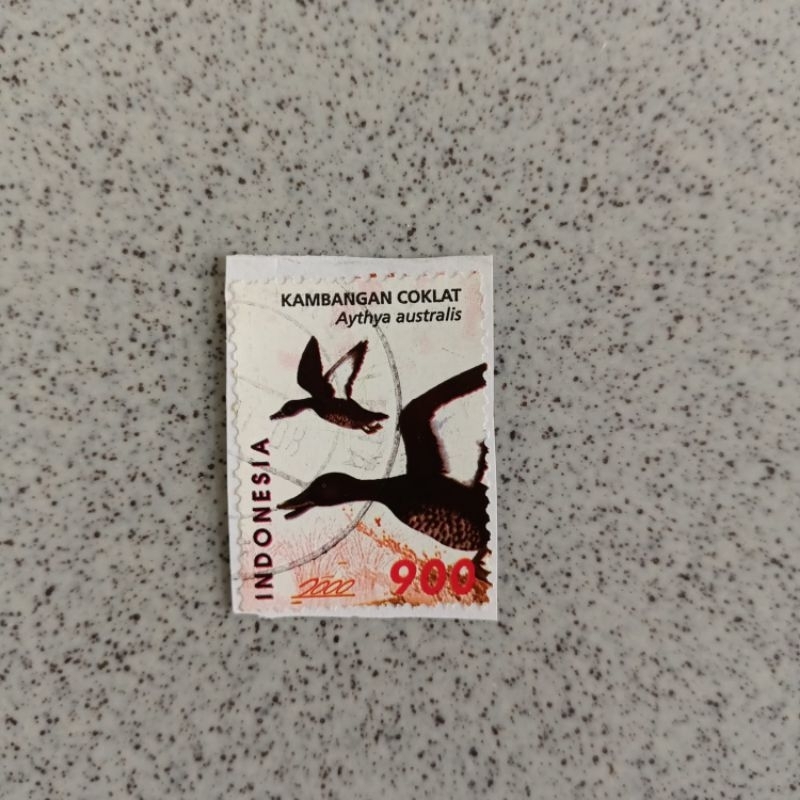 KAMBANGAN COKLAT
Aythya australis
INDONESIA
2000
900